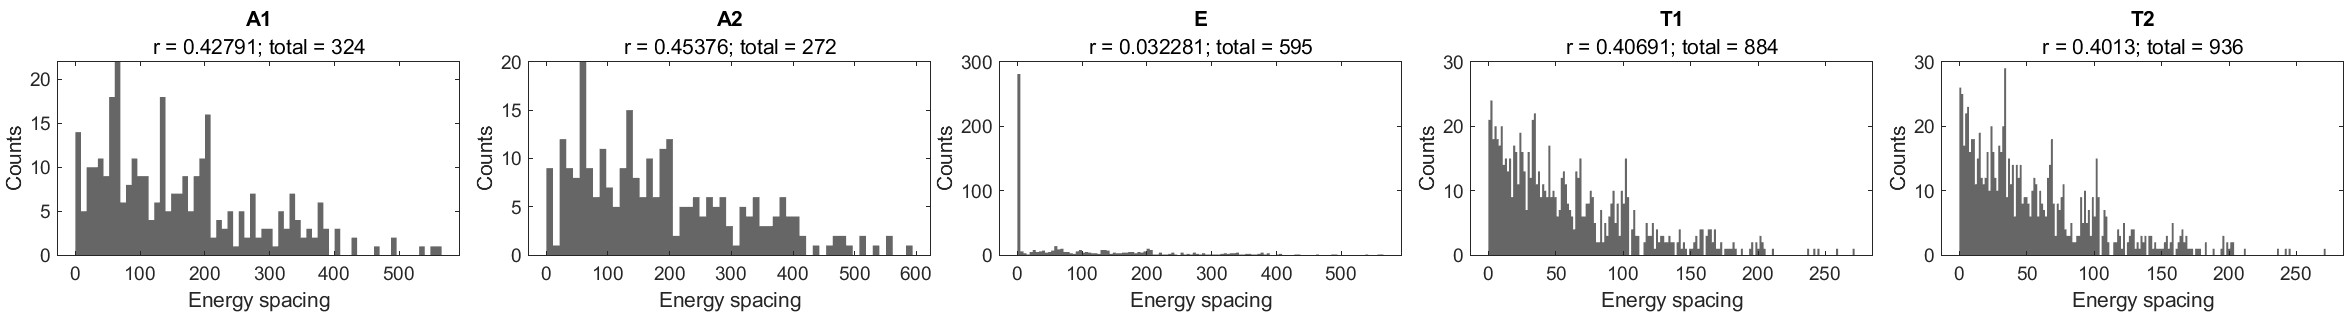 A1
r = 0.42791; total = 324
20
15
10
5
0
Counts
0 100 200 300 400 500
Energy spacing
A2
r = 0.45376; total = 272
20
15
10
5
0
Counts
0 100 200 300 400 500 600
Energy spacing
E
r = 0.032281; total = 595
300
200
100
0
Counts
0 100 200 300 400 500
Energy spacing
T1
r = 0.40691; total = 884
30
20
10
0
Counts
0 50 100 150 200 250
Energy spacing
T2
r = 0.4013; total = 936
30
20
10
0
Counts
0 50 100 150 200 250
Energy spacing